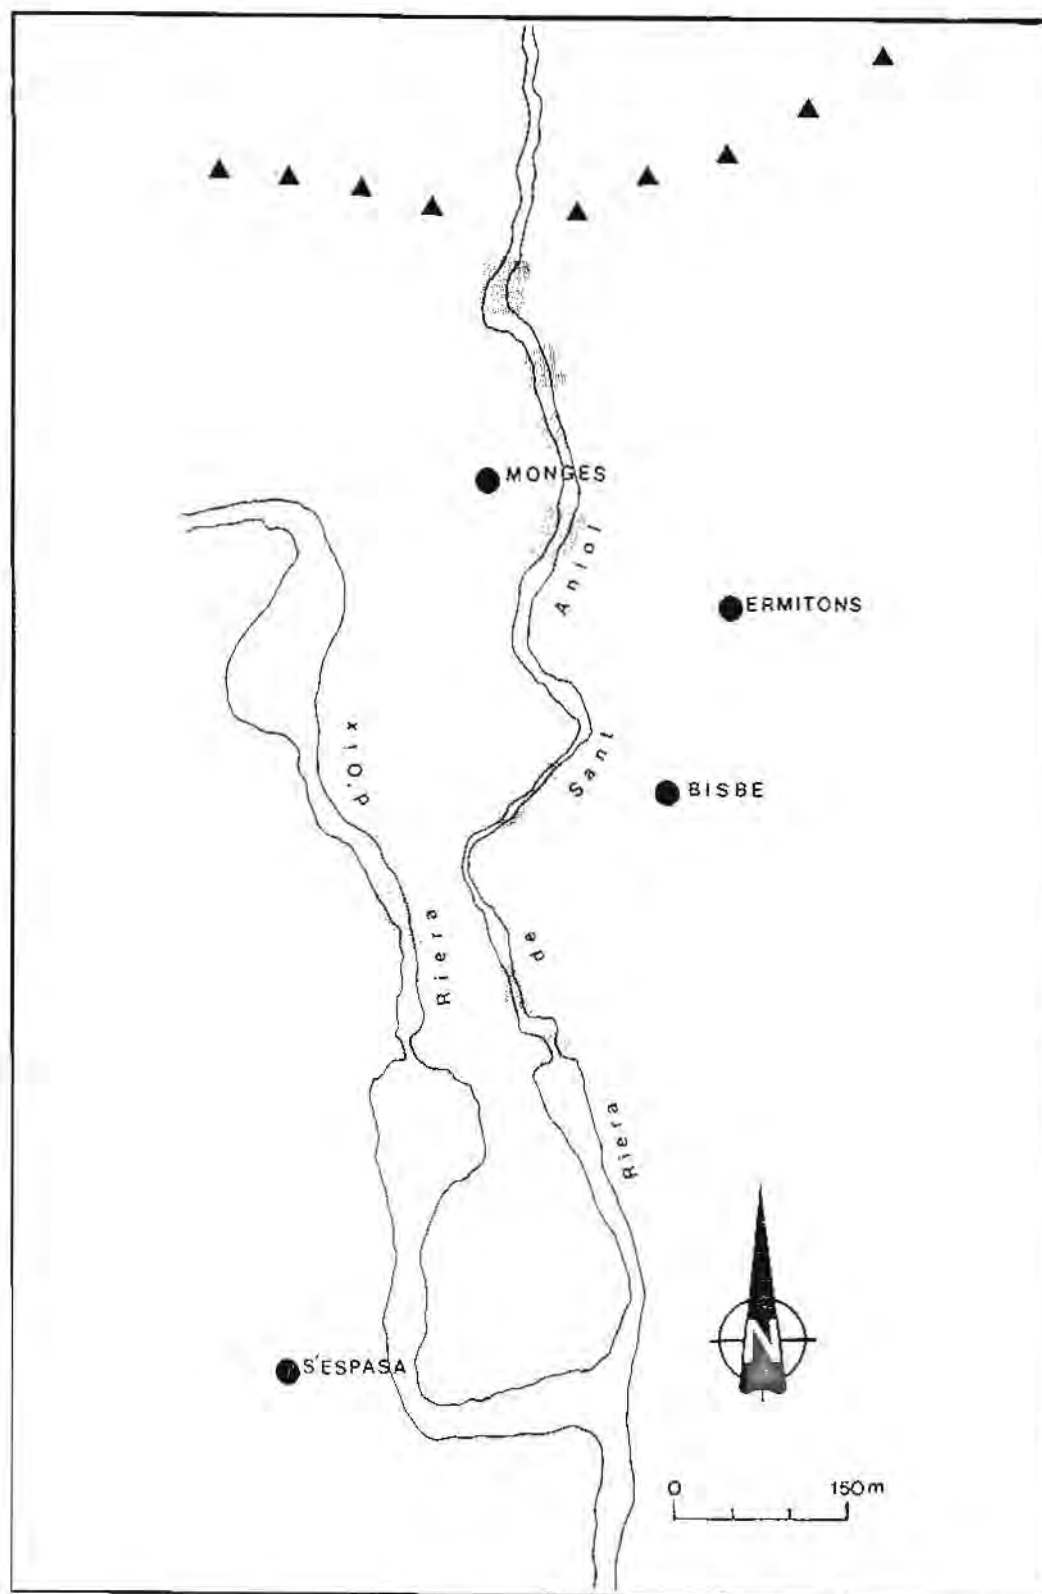 MONGES
Aniol
ERMITONS
d'Oix
Sant
BISBE
Riera
de
Riera
N
S'ESPASA
0 150m